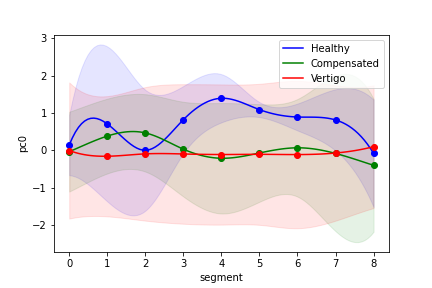 Healthy
Compensated
Vertigo
3
2
1
0
−1
−2
pc0
0 1 2 3 4 5 6 7 8
segment